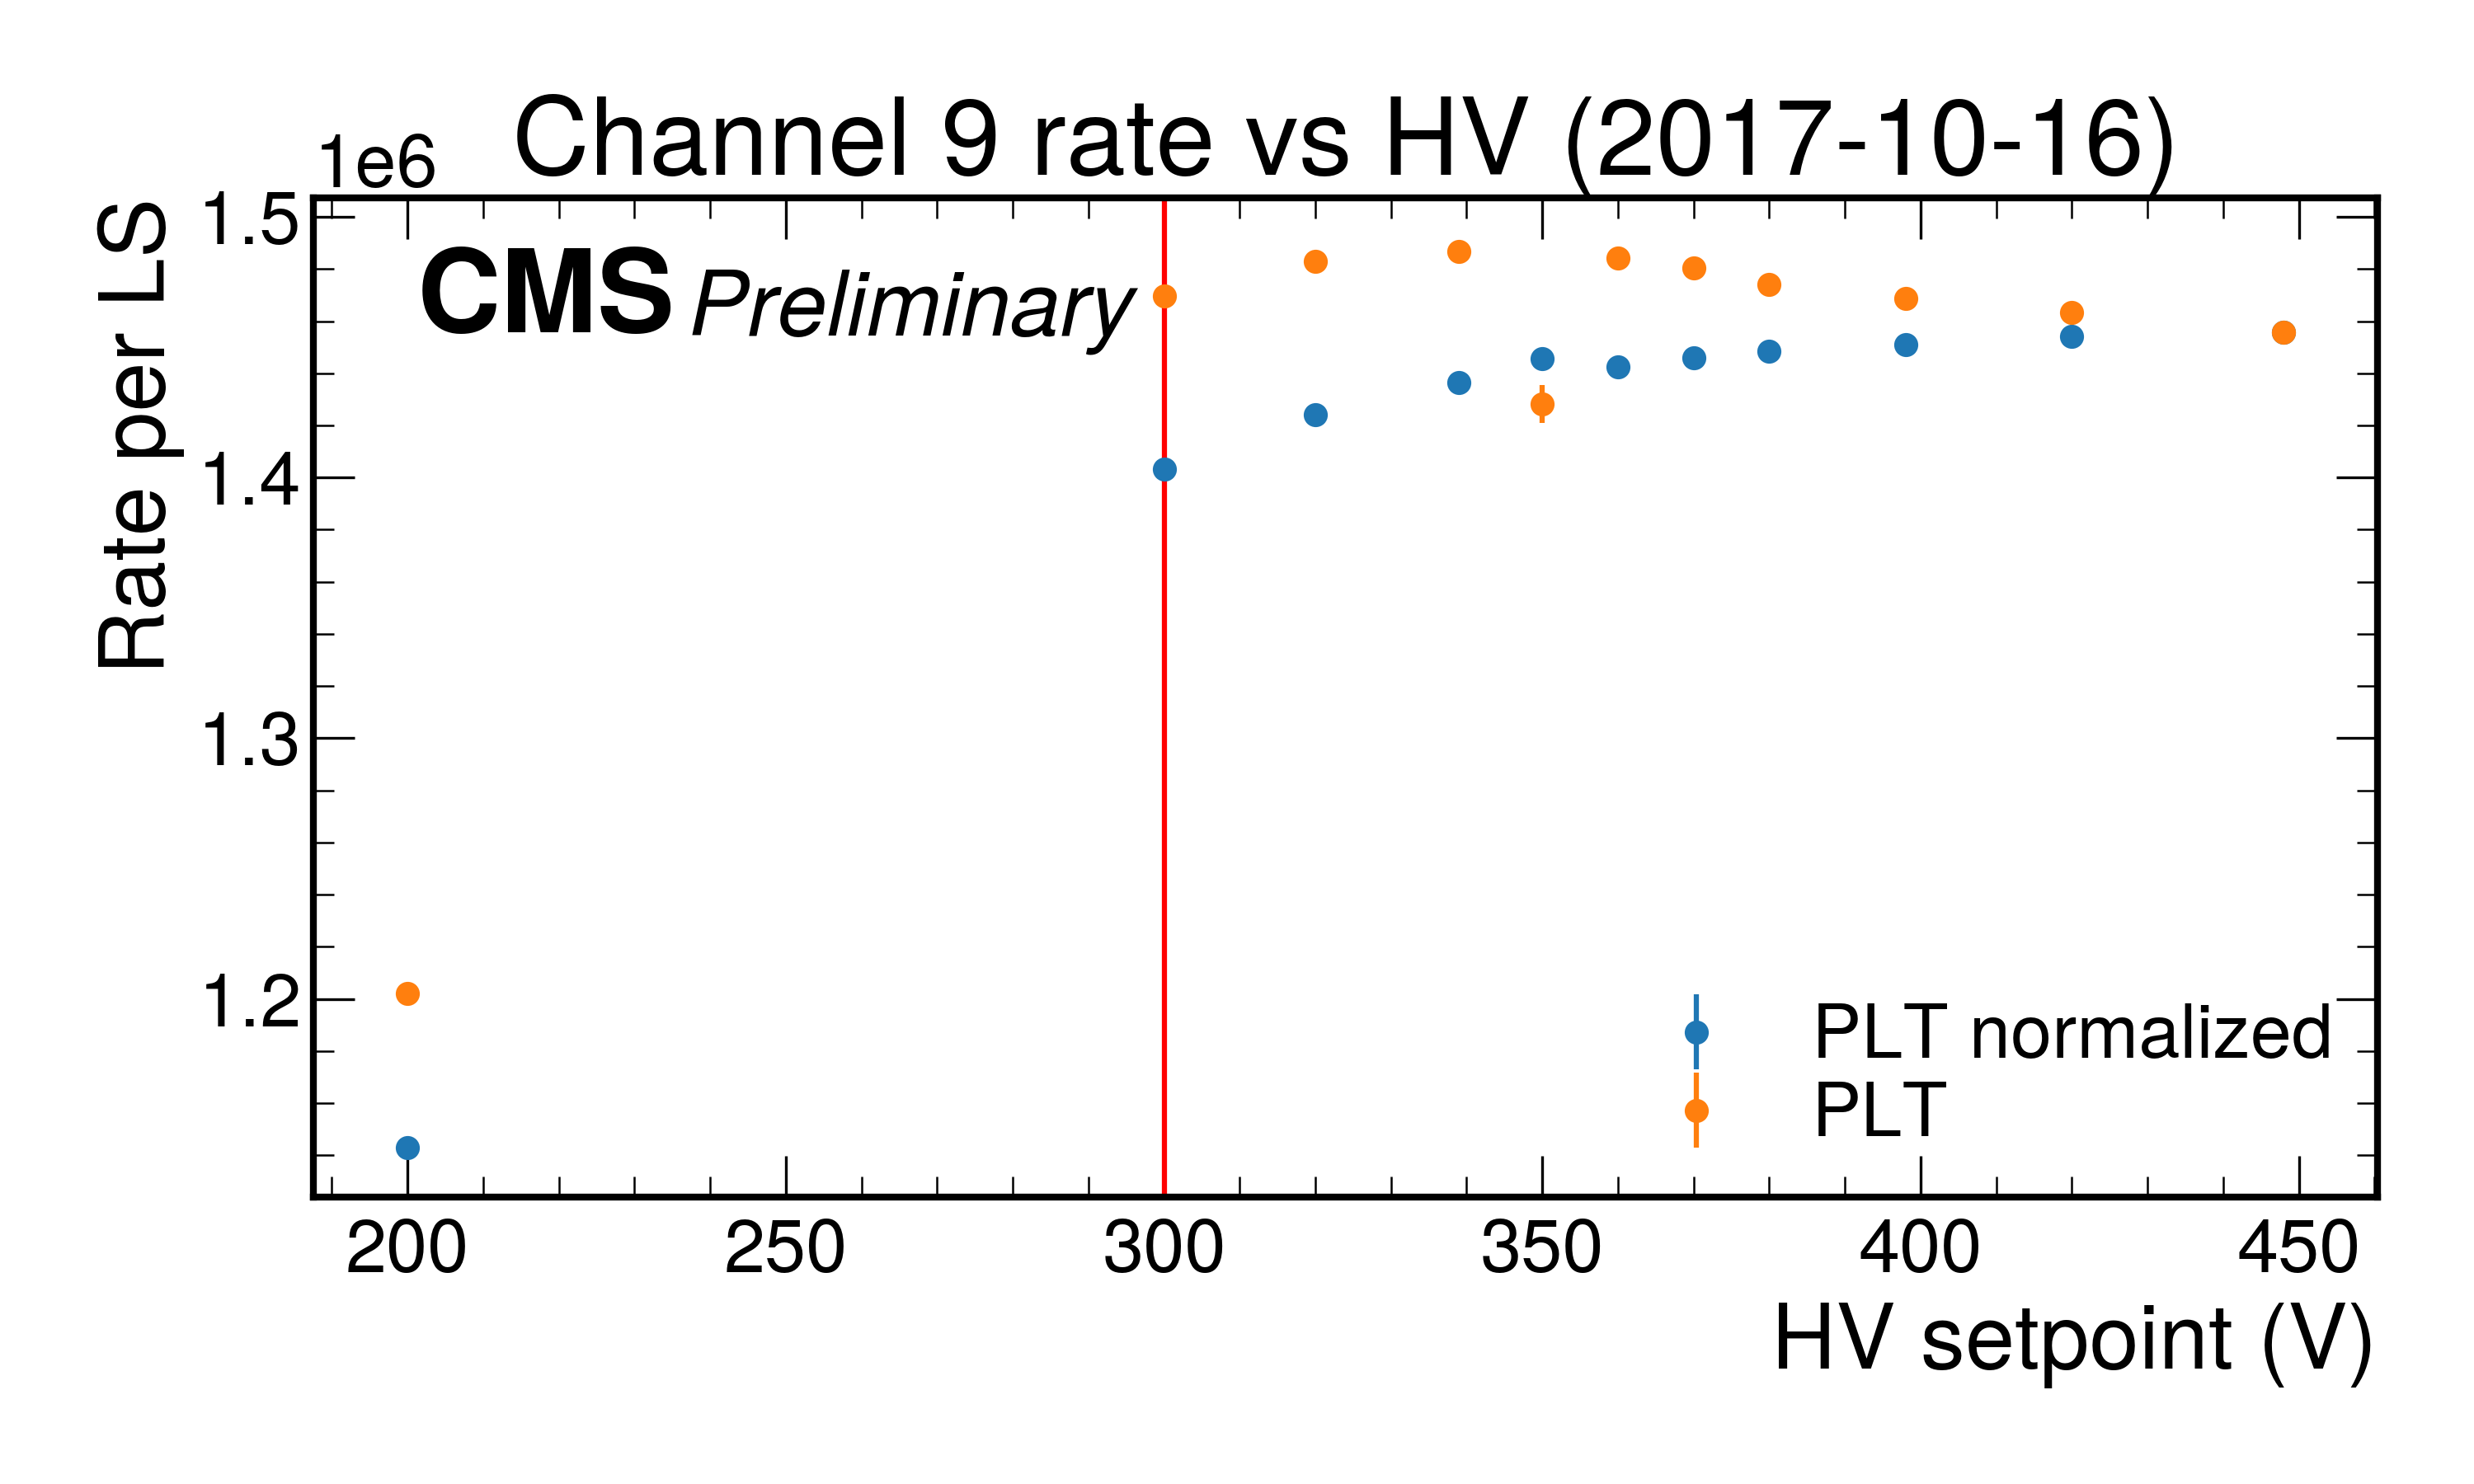 Channel 9 rate vs HV (2017-10-16)
1e6
CMS Preliminary
Rate per LS
1.5
1.4
1.3
1.2
PLT normalized
PLT
200 250 300 350 400 450
HV setpoint (V)